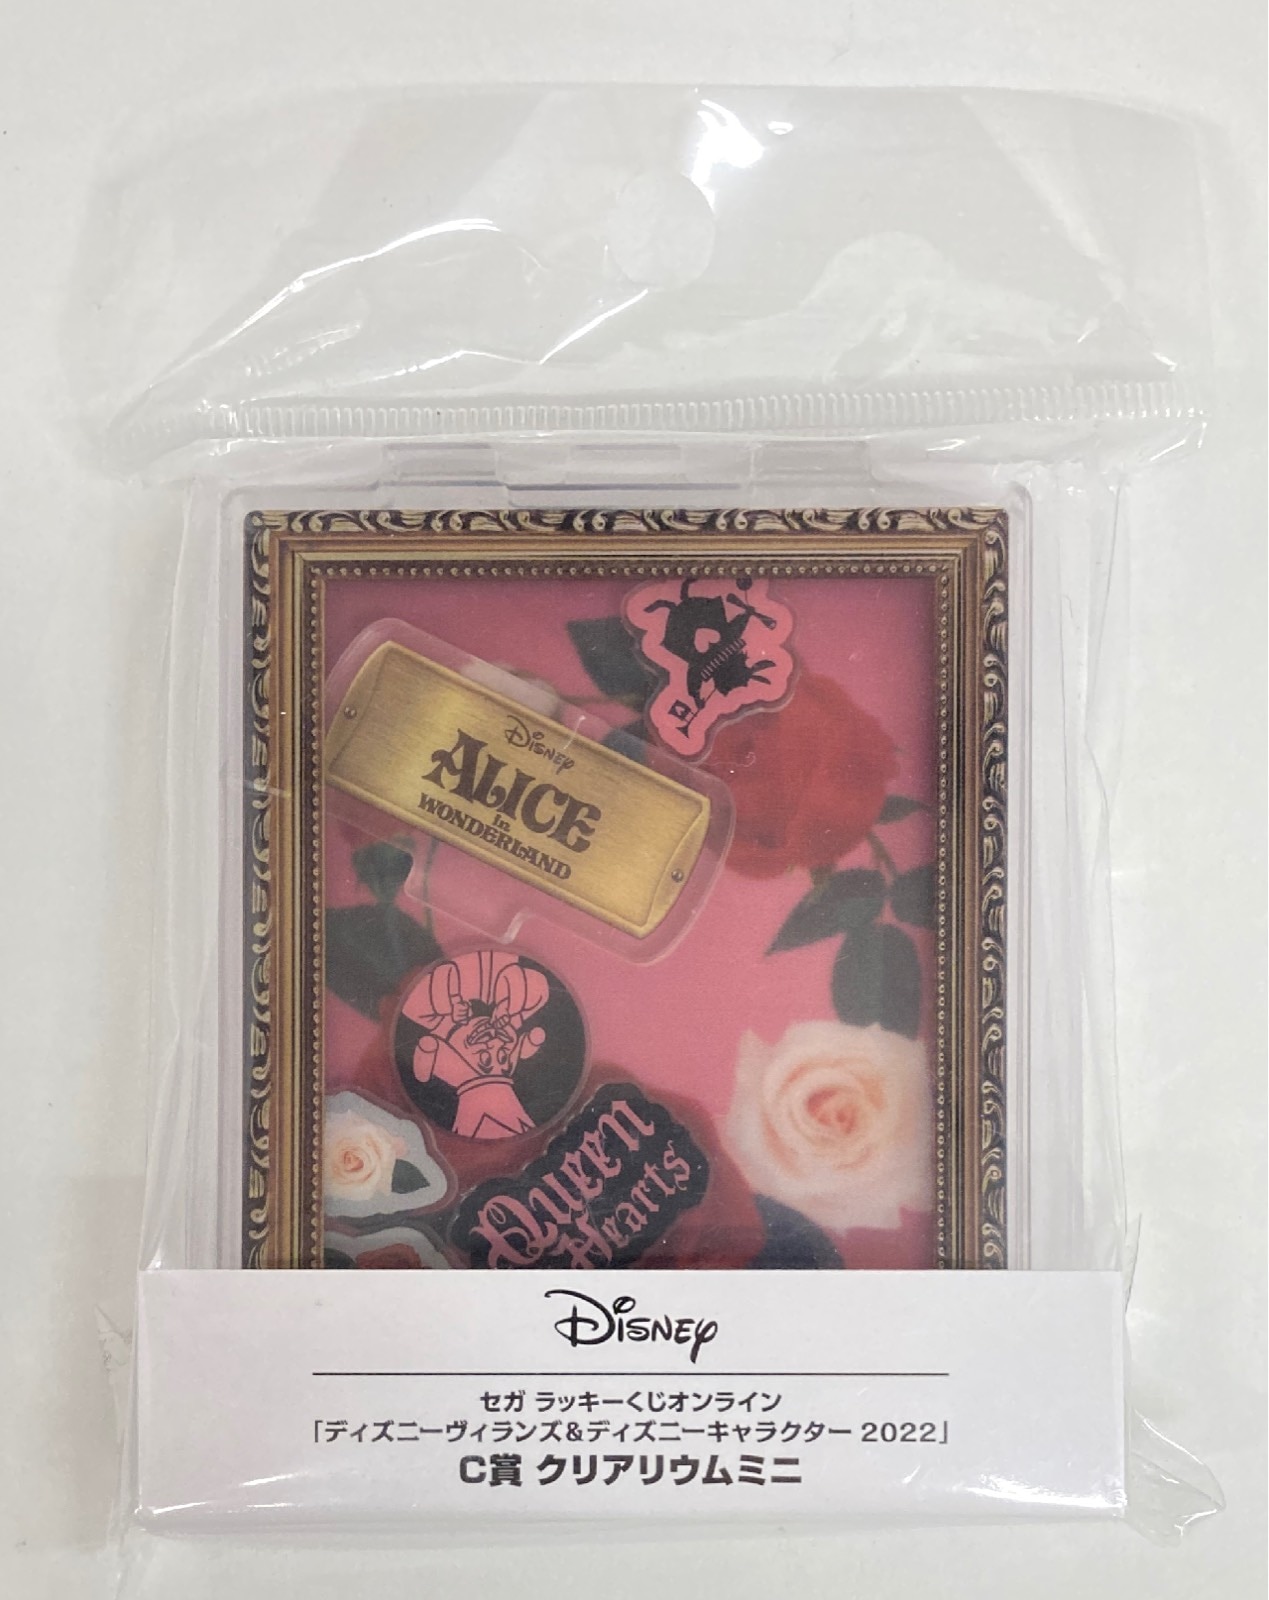 Disney
ALICE
in
WONDERLAND
Queen
Hearts
Disney
セガ ラッキーくじオンライン
「ディズニーヴィランズ&ディズニーキャラクター 2022」
C賞 クリアリウムミニ